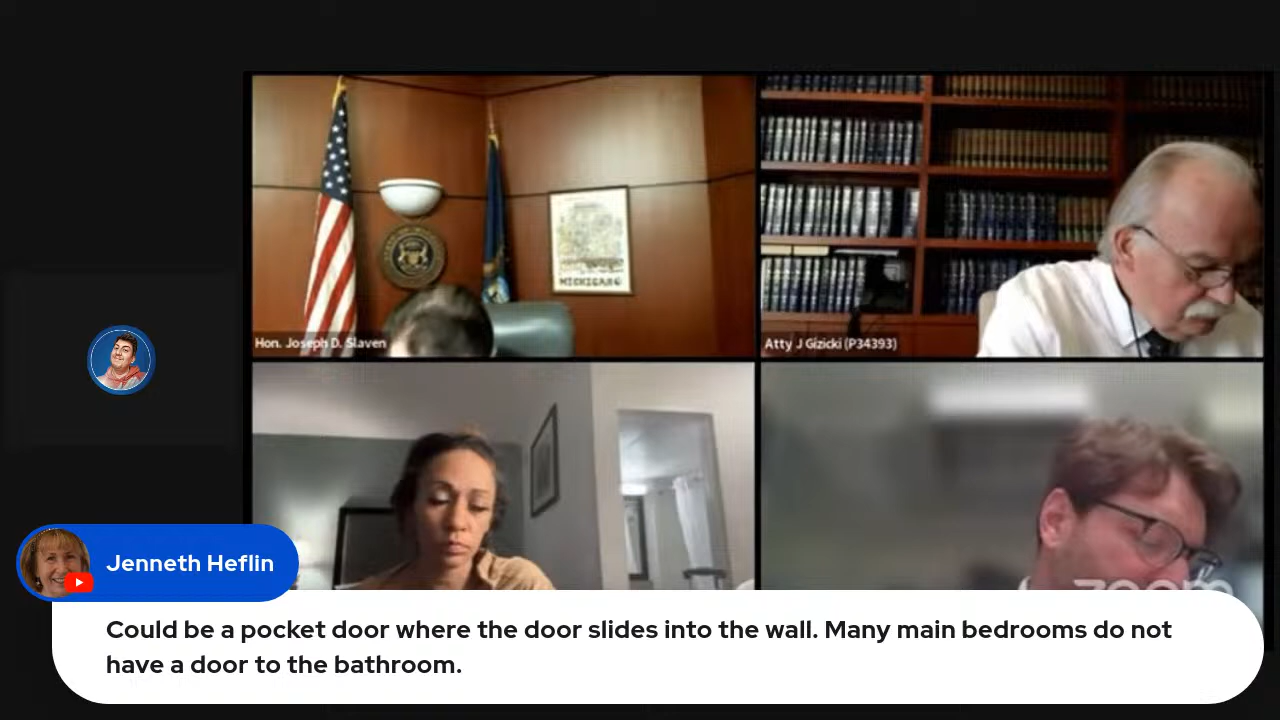 MICHIGAN
Hon. Joseph D. Slaven
Atty J Gizicki (P34393)
zoom
Jenneth Heflin
Could be a pocket door where the door slides into the wall. Many main bedrooms do not
have a door to the bathroom.